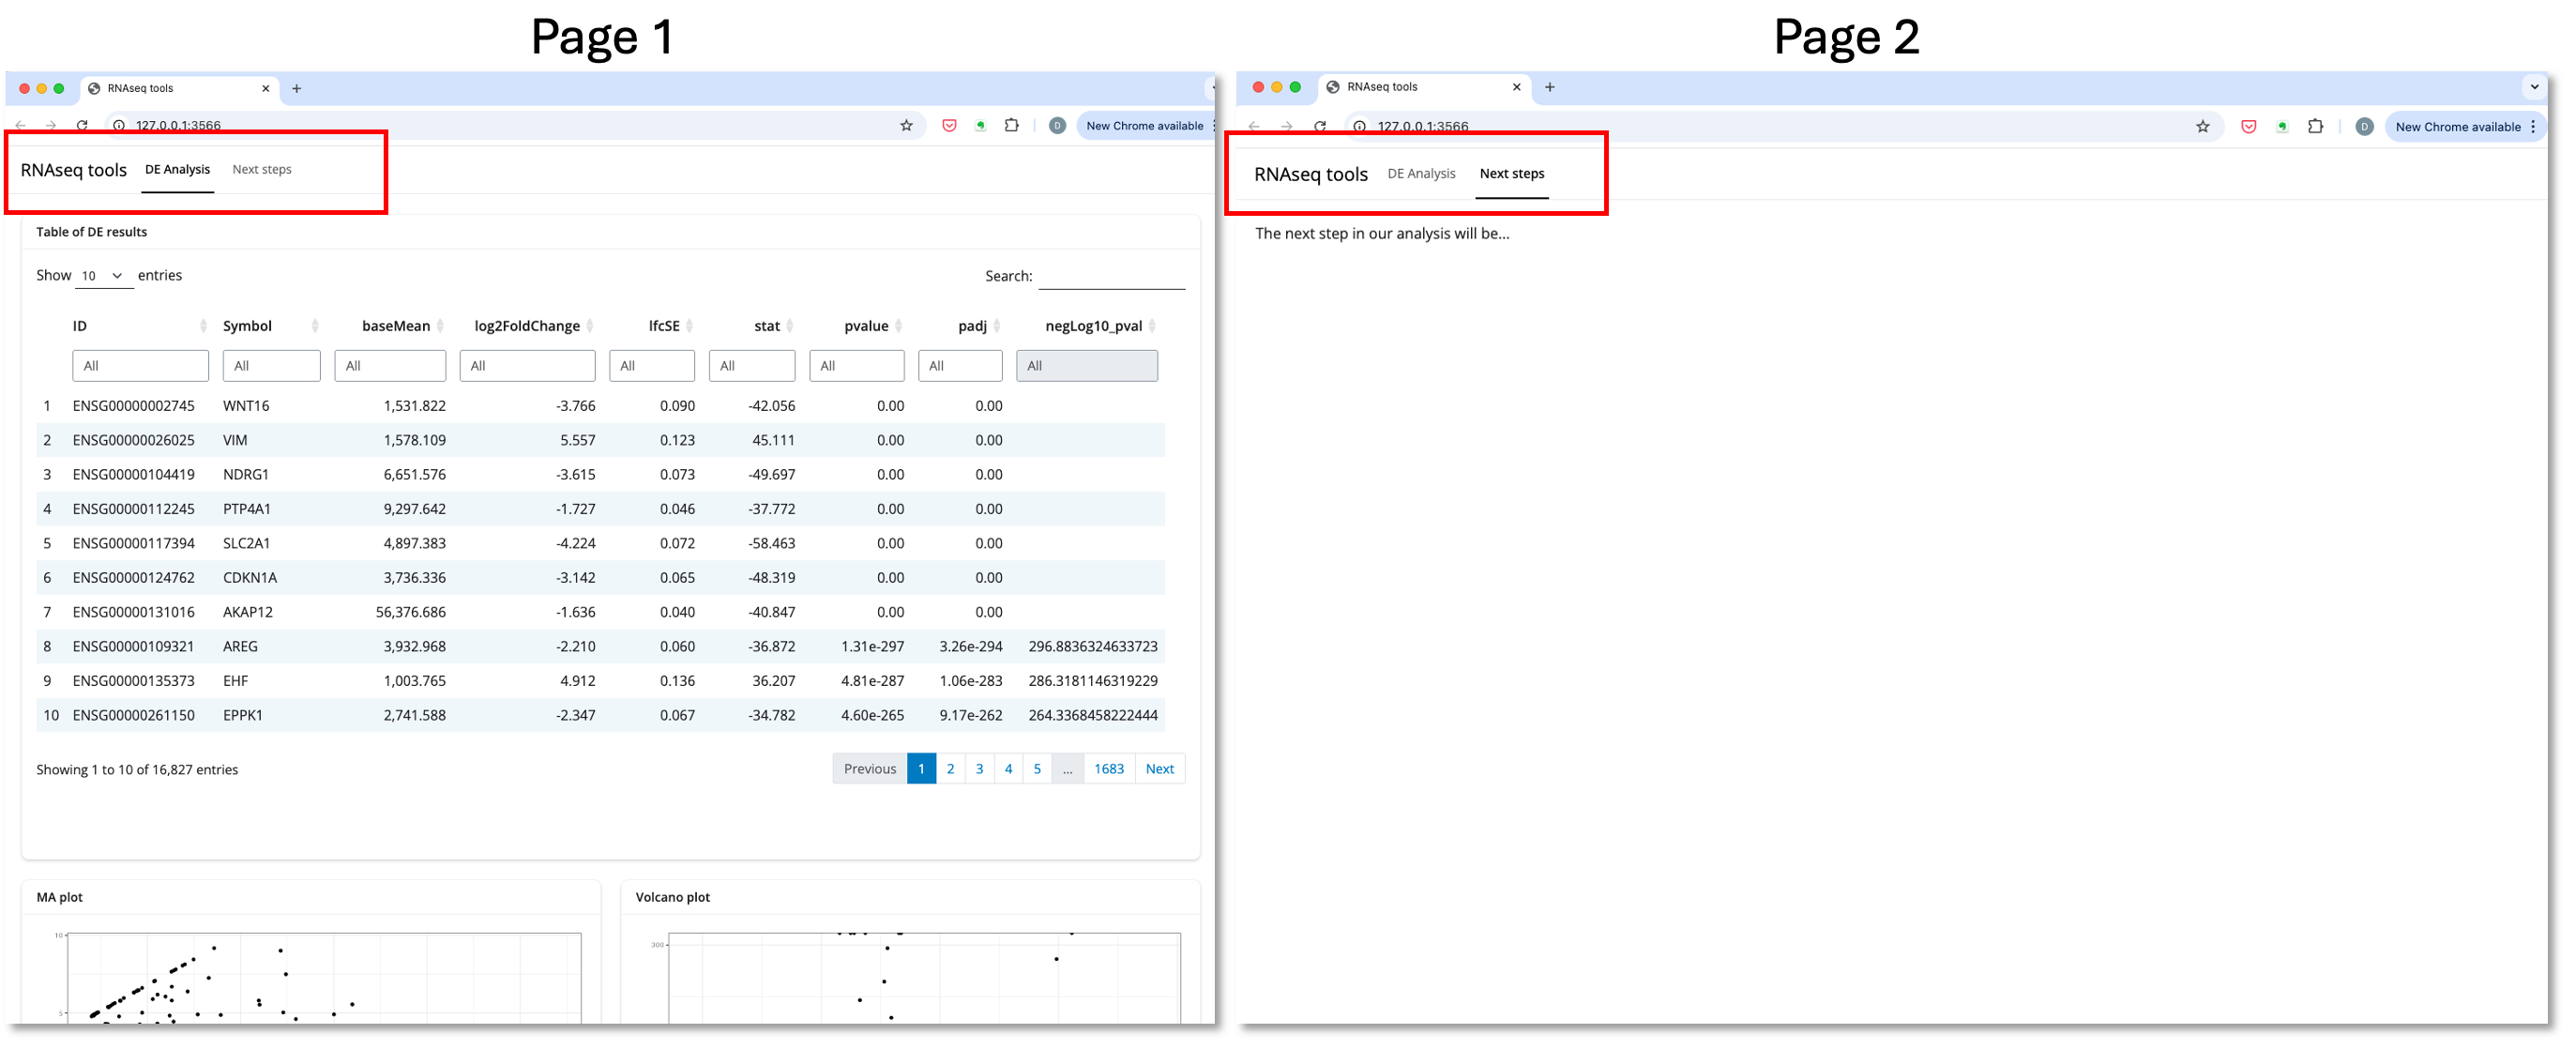 Page 1
RNAseq tools
127.0.0.1:3566
D
New Chrome available
RNAseq tools DE Analysis Next steps
Table of DE results
Show 10 entries Search:
ID Symbol baseMean log2FoldChange lfcSE stat pvalue padj negLog10_pval
All All All All All All All All All
1 ENSG00000002745 WNT16 1,531.822 -3.766 0.090 -42.056 0.00 0.00
2 ENSG00000026025 VIM 1,578.109 5.557 0.123 45.111 0.00 0.00
3 ENSG00000104419 NDRG1 6,651.576 -3.615 0.073 -49.697 0.00 0.00
4 ENSG00000112245 PTP4A1 9,297.642 -1.727 0.046 -37.772 0.00 0.00
5 ENSG00000117394 SLC2A1 4,897.383 -4.224 0.072 -58.463 0.00 0.00
6 ENSG00000124762 CDKN1A 3,736.336 -3.142 0.065 -48.319 0.00 0.00
7 ENSG00000131016 AKAP12 56,376.686 -1.636 0.040 -40.847 0.00 0.00
8 ENSG00000109321 AREG 3,932.968 -2.210 0.060 -36.872 1.31e-297 3.26e-294 296.8836324633723
9 ENSG00000135373 EHF 1,003.765 4.912 0.136 36.207 4.81e-287 1.06e-283 286.3181146319229
10 ENSG00000261150 EPPK1 2,741.588 -2.347 0.067 -34.782 4.60e-265 9.17e-262 264.3368458222444
Showing 1 to 10 of 16,827 entries Previous 1 2 3 4 5 ... 1683 Next
MA plot
10
5
Volcano plot
300
Page 2
RNAseq tools
127.0.0.1:3566
D
New Chrome available
RNAseq tools DE Analysis Next steps
The next step in our analysis will be...